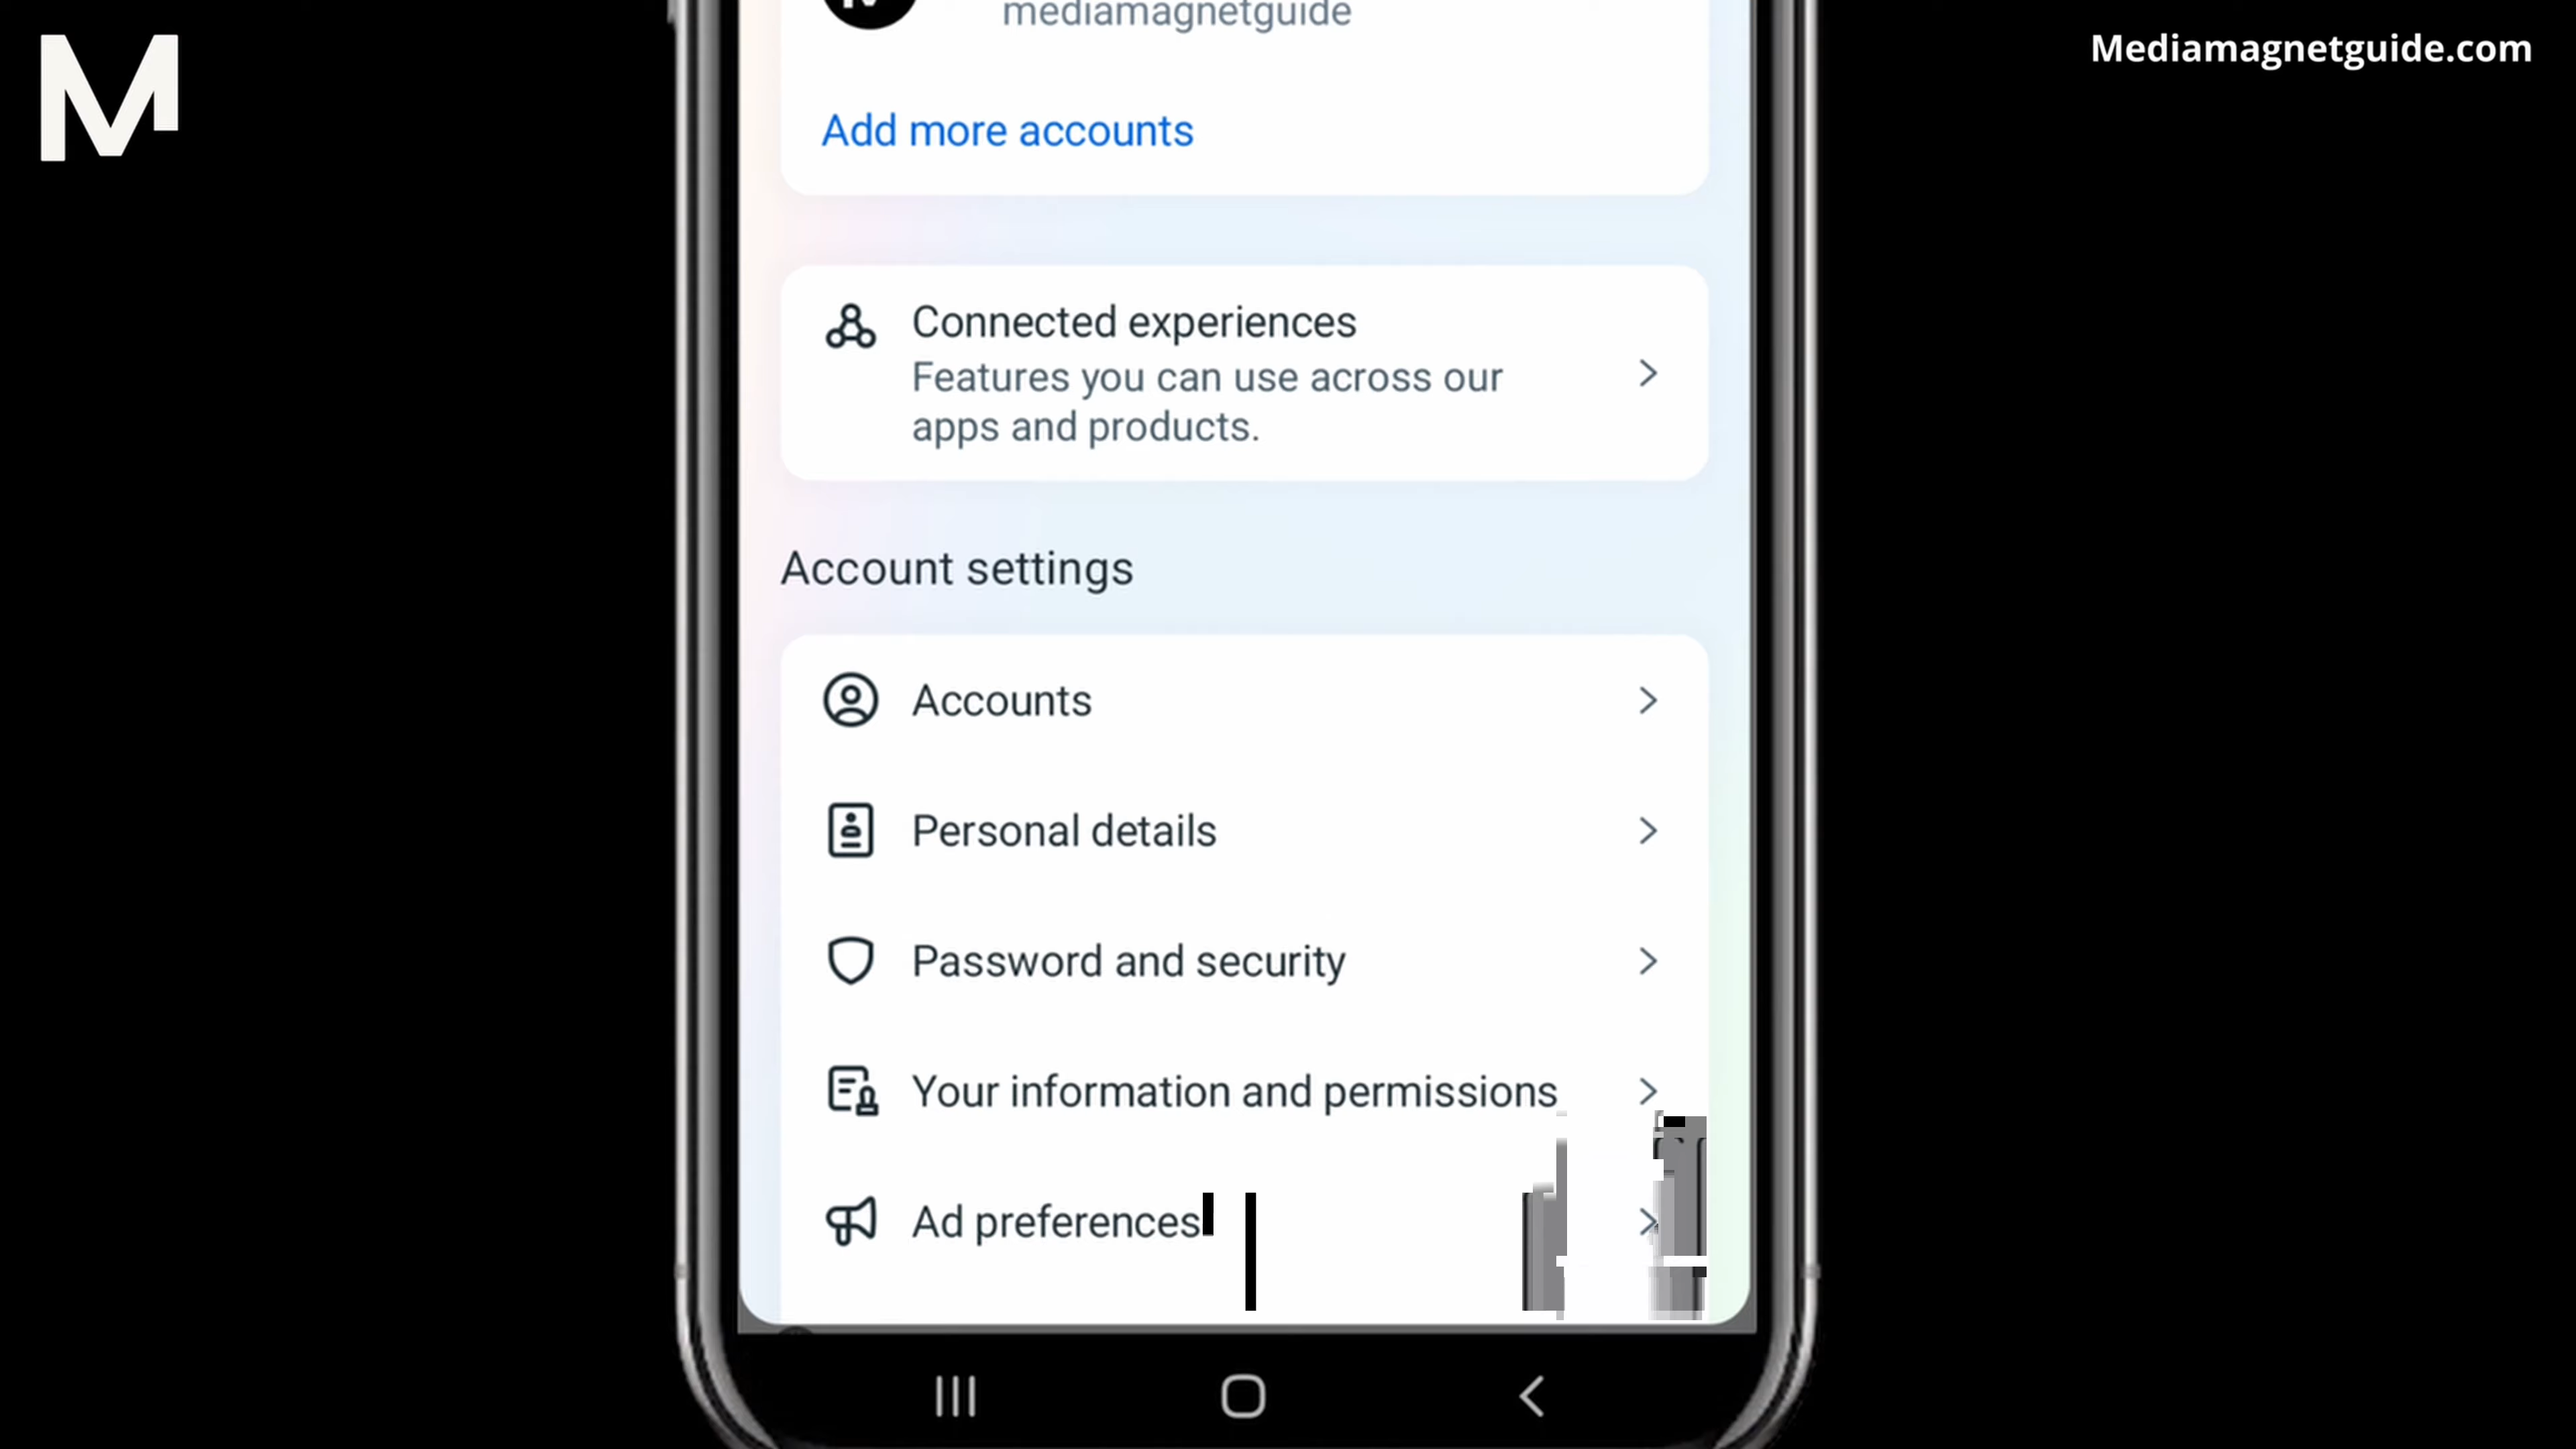 M
Mediamagnetguide.com
mediamagnetguide
Add more accounts
Connected experiences
Features you can use across our
apps and products.
Account settings
Accounts
Personal details
Password and security
Your information and permissions
Ad preferences